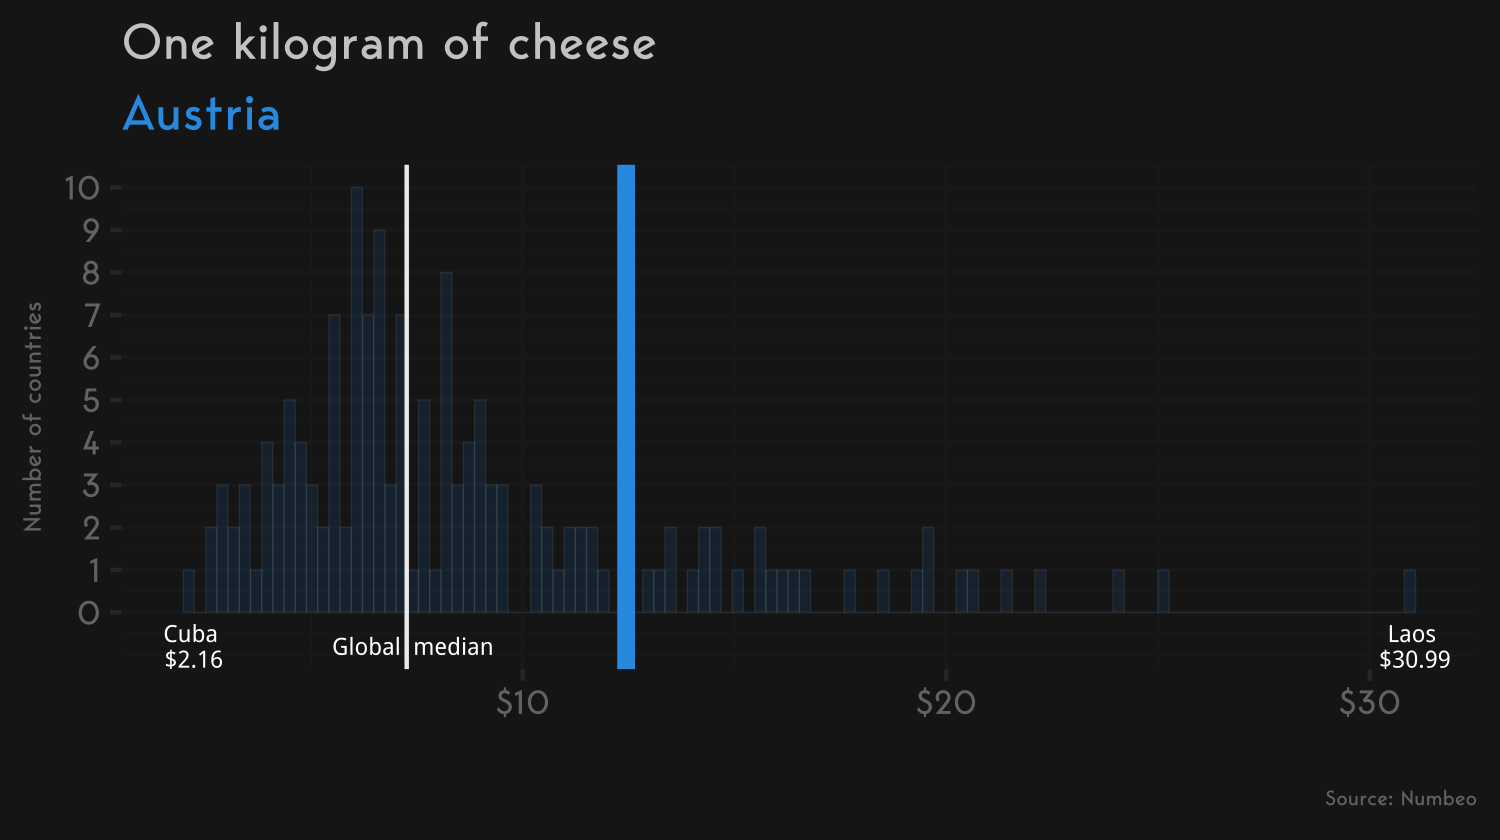 One kilogram of cheese
Austria
Number of countries
10
9
8
7
6
5
4
3
2
1
0
Cuba
$2.16
Global median
Laos
$30.99
$10 $20 $30
Source: Numbeo